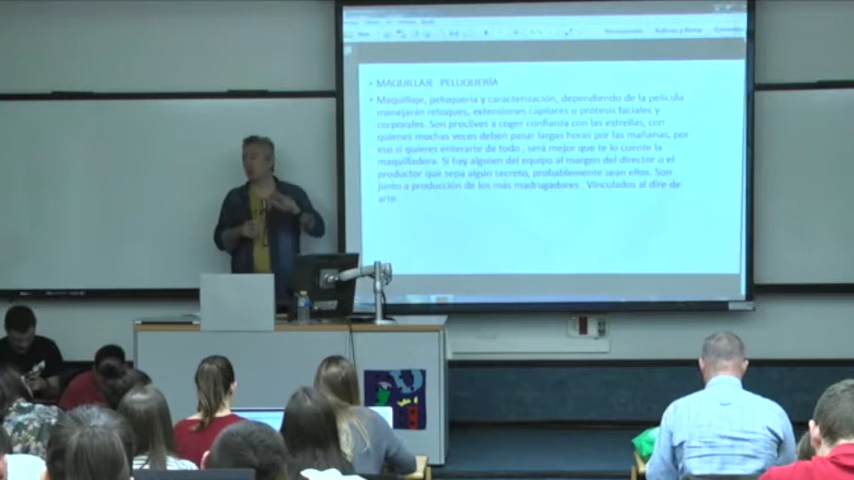 • MAQUILLAJE PELUQUERÍA
• Maquillaje, peluquería y caracterización, dependiendo de la película
manejarán retoques, extensiones capilares o prótesis faciales y
corporales. Son proclives a coger confianza con las estrellas, con
quienes muchas veces deben pasar largas horas por las mañanas, por
eso si quieres enterarte de todo , será mejor que te lo cuente la
maquilladora. Si hay alguien del equipo al margen del director o el
productor que sepa algún secreto, probablemente sean ellos. Son
junto a producción de los más madrugadores . Vinculados al dire de
arte.